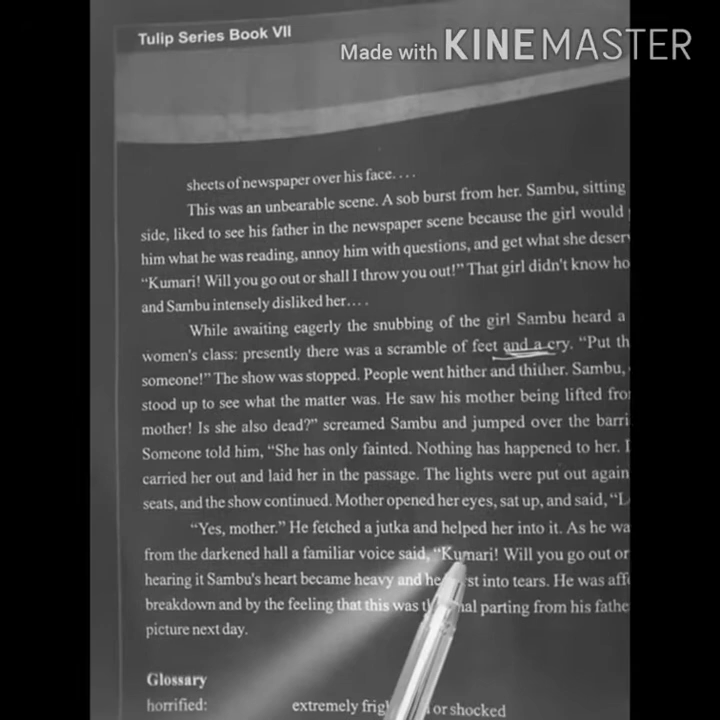 Tulip Series Book VII
Made with KINEMASTER
sheets of newspaper over his face. . . .
This was an unbearable scene. A sob burst from her. Sambu, sitting
side, liked to see his father in the newspaper scene because the girl would
him what he was reading, annoy him with questions, and get what she
“Kumari! Will you go out or shall I throw you out!” That girl didn't know
and Sambu intensely disliked her. . . .
While awaiting eagerly the snubbing of the girl Sambu heard a
women's class: presently there was a scramble of feet and a cry. “Put
someone!” The show was stopped. People went hither and thither. Sambu,
stood up to see what the matter was. He saw his mother being lifted
mother! Is she also dead?” screamed Sambu and jumped over the
Someone told him, “She has only fainted. Nothing has happened to her.
carried her out and laid her in the passage. The lights were put out again
seats, and the show continued. Mother opened her eyes, sat up, and said,
“Yes, mother.” He fetched a jutka and helped her into it. As he
from the darkened hall a familiar voice said, “Kumari! Will you go out or
hearing it Sambu's heart became heavy and he into tears. He was
breakdown and by the feeling that this was parting from his
picture next day.
Glossary
horrified: extremely or shocked